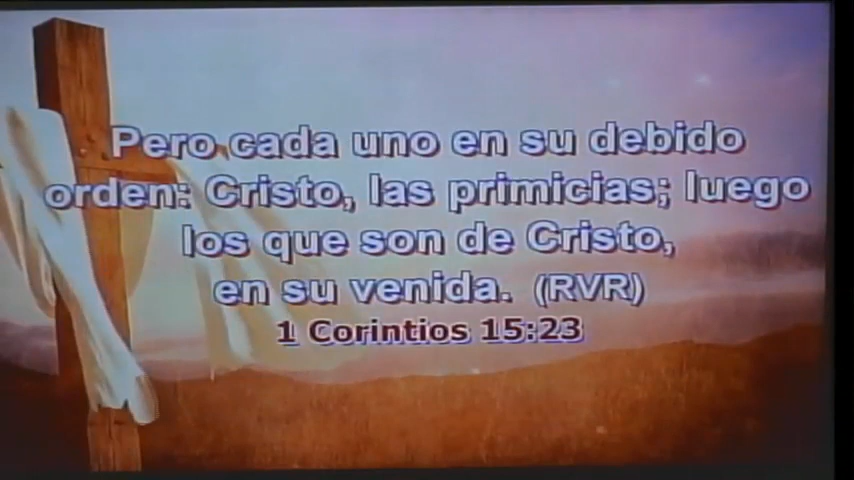 Pero cada uno en su debido
orden: Cristo, las primicias; luego
los que son de Cristo,
en su venida. (RVR)
1 Corintios 15:23